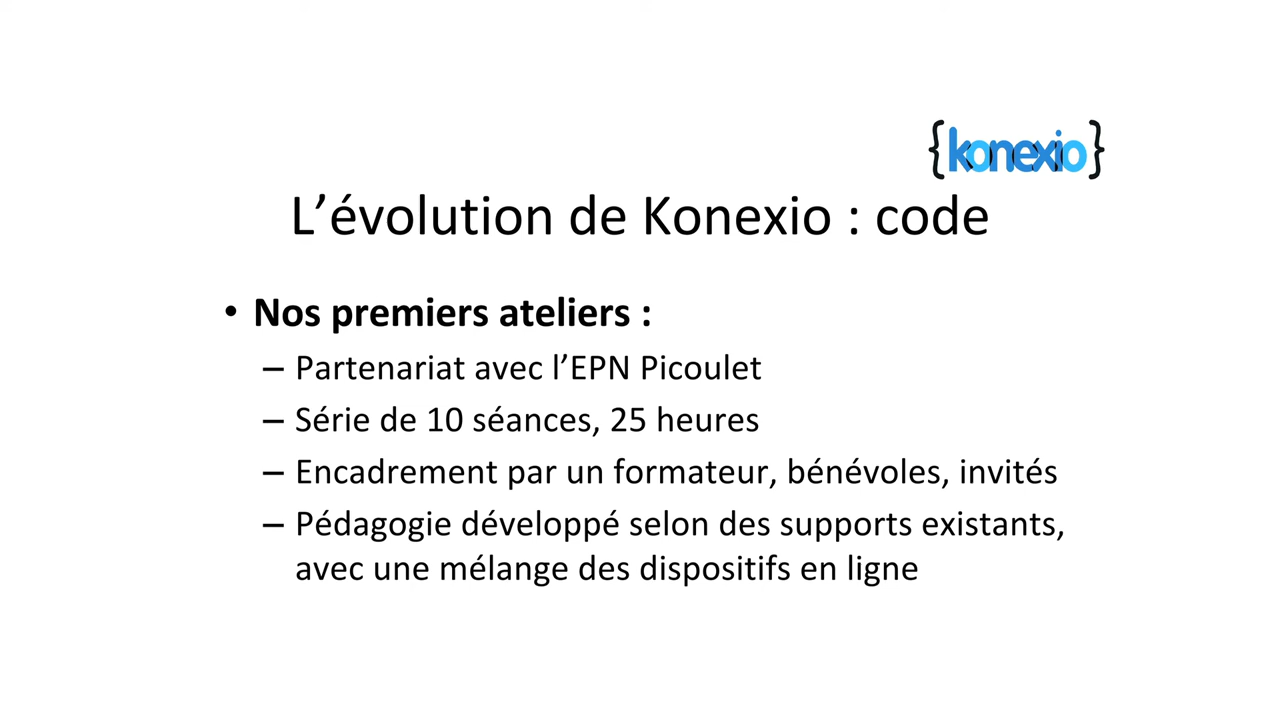 {konexio}
L’évolution de Konexio : code
• Nos premiers ateliers :
– Partenariat avec l’EPN Picoulet
– Série de 10 séances, 25 heures
– Encadrement par un formateur, bénévoles, invités
– Pédagogie développé selon des supports existants,
avec une mélange des dispositifs en ligne